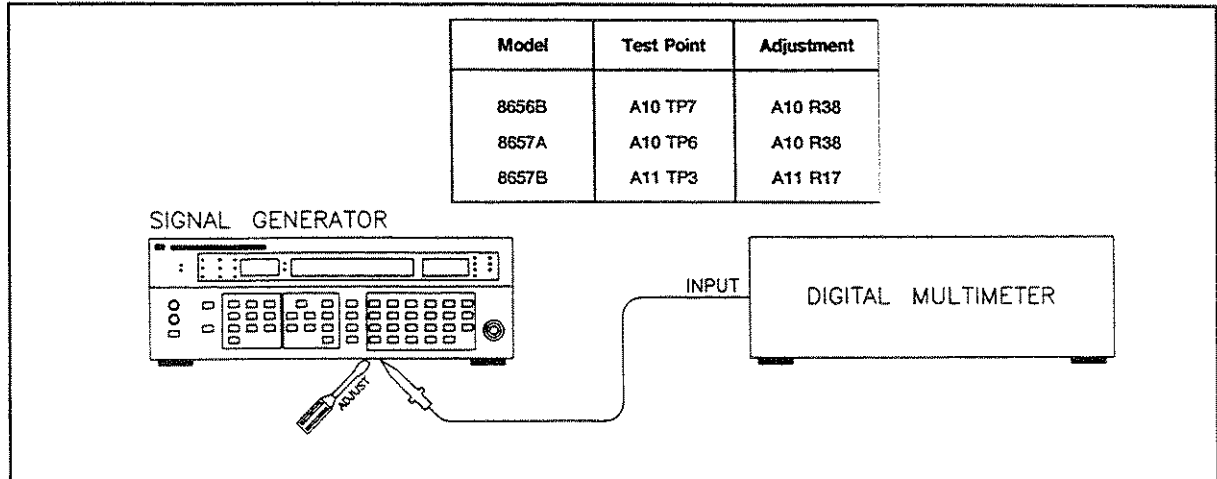 Model Test Point Adjustment
8656B A10 TP7 A10 R38
8657A A10 TP6 A10 R38
8657B A11 TP3 A11 R17
SIGNAL GENERATOR
INPUT
DIGITAL MULTIMETER
ADJUST